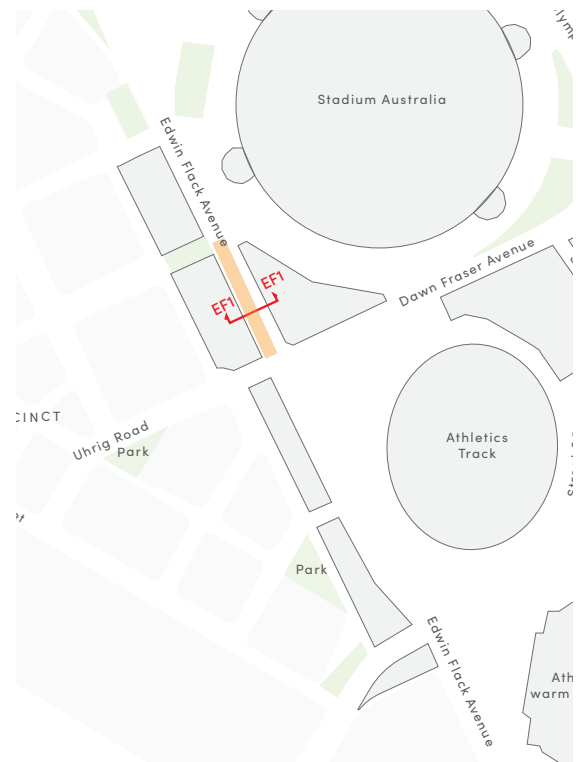 Stadium Australia
Edwin Flack Avenue
Dawn Fraser Avenue
EF1
EF1
CINCT
Uhrig Road
Park
Athletics
Track
Park
Edwin Flack Avenue
Ath
warm